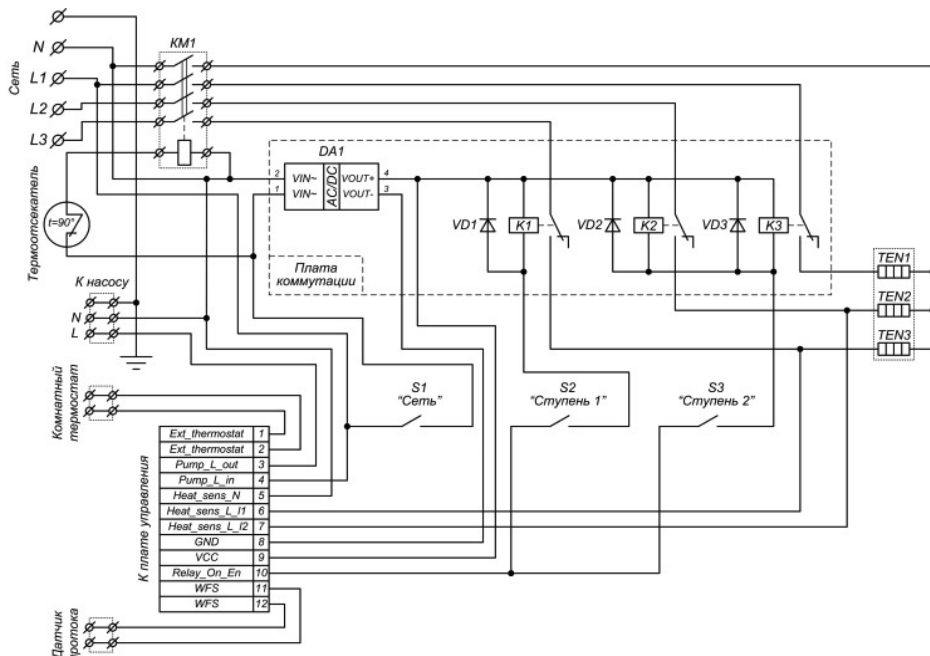 KM1
N
L1
L2
L3
Сеть
DA1
2
VIN~
VOUT+
4
1
VIN~
AC/DC
VOUT-
3
t=90°
Термоотсекатель
VD1
K1
VD2
K2
VD3
K3
Плата
коммутации
К насосу
N
L
TEN1
TEN2
TEN3
Комнатный
термостат
S1
"Сеть"
S2
"Ступень 1"
S3
"Ступень 2"
К плате управления
Ext_thermostat 1
Ext_thermostat 2
Pump_L_out 3
Pump_L_in 4
Heat_sens_N 5
Heat_sens_L_l1 6
Heat_sens_L_l2 7
GND 8
VCC 9
Relay_On_En 10
WFS 11
WFS 12
Датчик
ротока